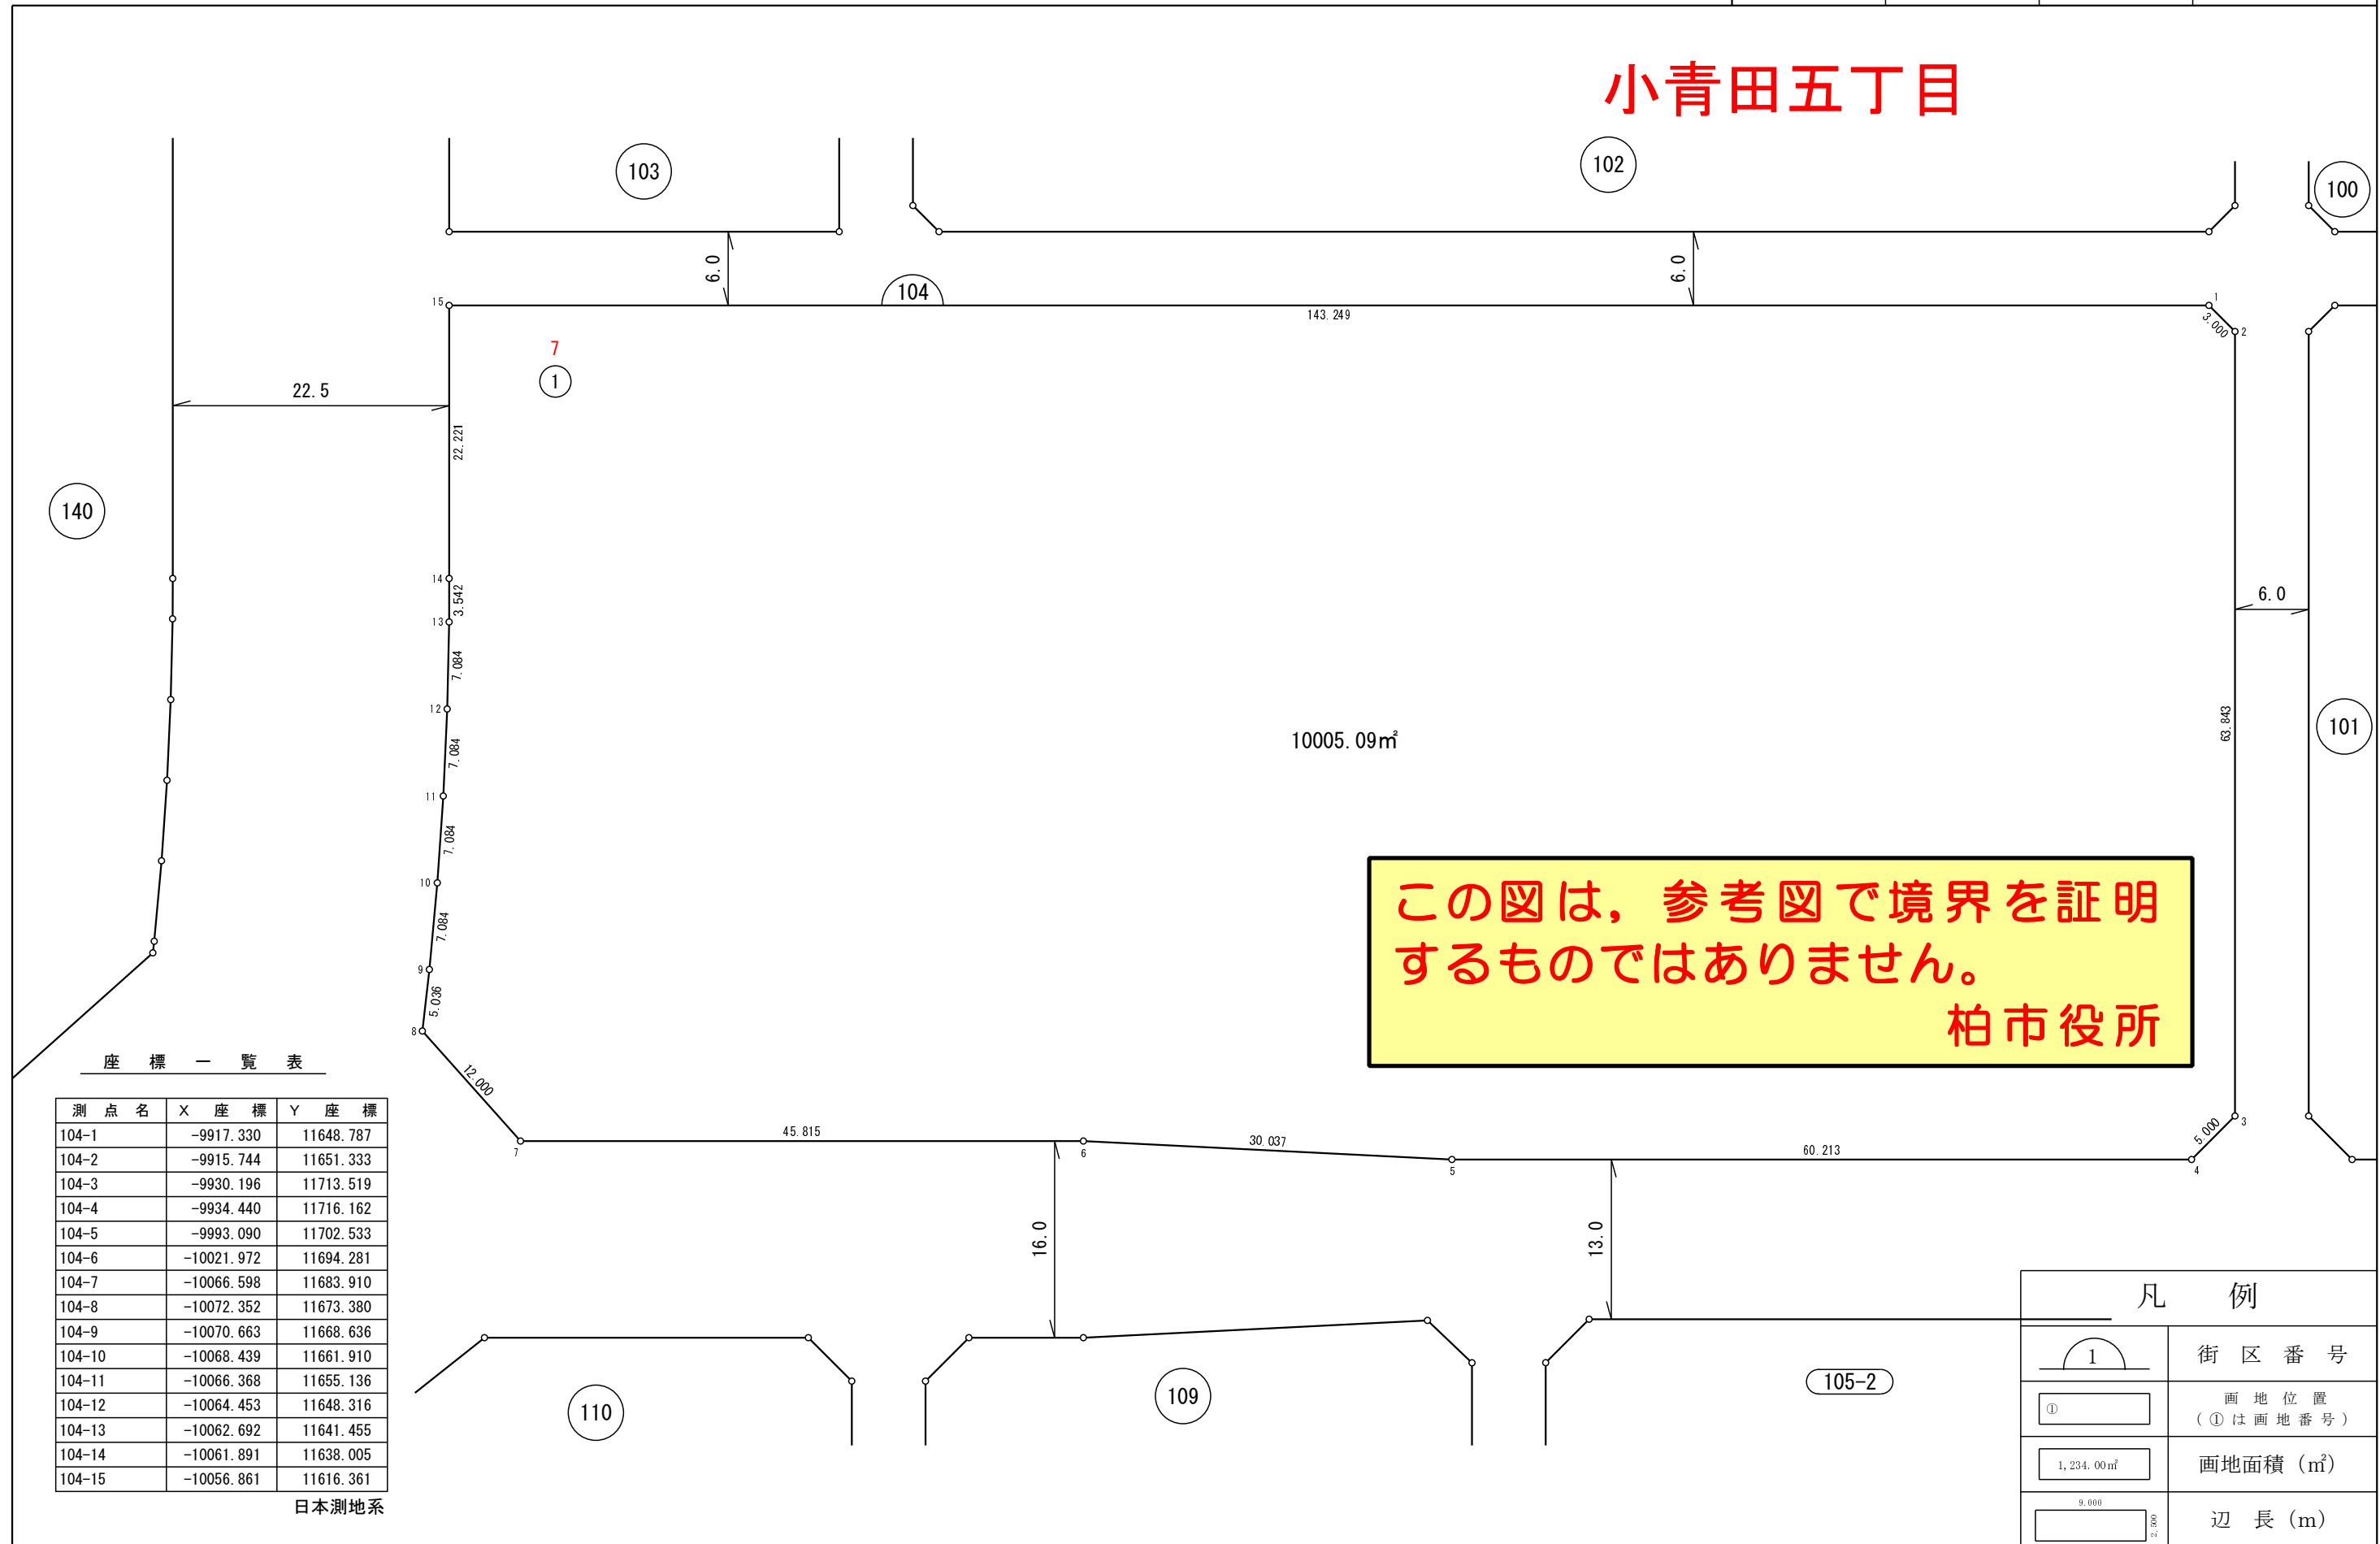 小青田五丁目
103
102
100
6.0
6.0
104
15
143.249
1
3.000
2
7
1
22.5
22.221
140
14
3.542
13
7.084
12
7.084
11
7.084
10
7.084
9
5.036
8
12.000
10005.09㎡
63.843
6.0
101
この図は，参考図で境界を証明
するものではありません。
柏市役所
45.815
7
6
30.037
5
60.213
4
5.000
3
16.0
13.0
110
109
105-2
座標一覧表
測点名 X座標 Y座標
104-1 -9917.330 11648.787
104-2 -9915.744 11651.333
104-3 -9930.196 11713.519
104-4 -9934.440 11716.162
104-5 -9993.090 11702.533
104-6 -10021.972 11694.281
104-7 -10066.598 11683.910
104-8 -10072.352 11673.380
104-9 -10070.663 11668.636
104-10 -10068.439 11661.910
104-11 -10066.368 11655.136
104-12 -10064.453 11648.316
104-13 -10062.692 11641.455
104-14 -10061.891 11638.005
104-15 -10056.861 11616.361
日本測地系
凡例
1 街区番号
① 画地位置
(①は画地番号)
1,234.00㎡ 画地面積（㎡）
9.000
2.500
辺長（m）